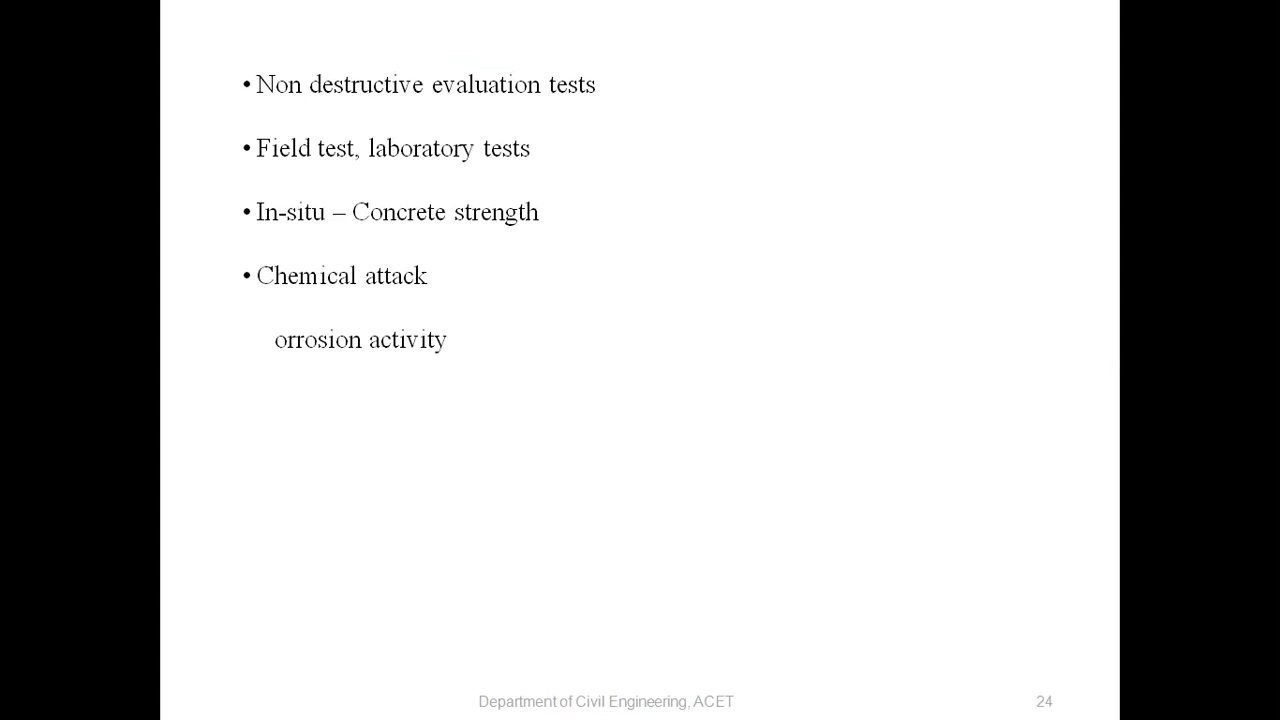 • Non destructive evaluation tests
• Field test, laboratory tests
• In-situ – Concrete strength
• Chemical attack
orrosion activity
Department of Civil Engineering, ACET
24